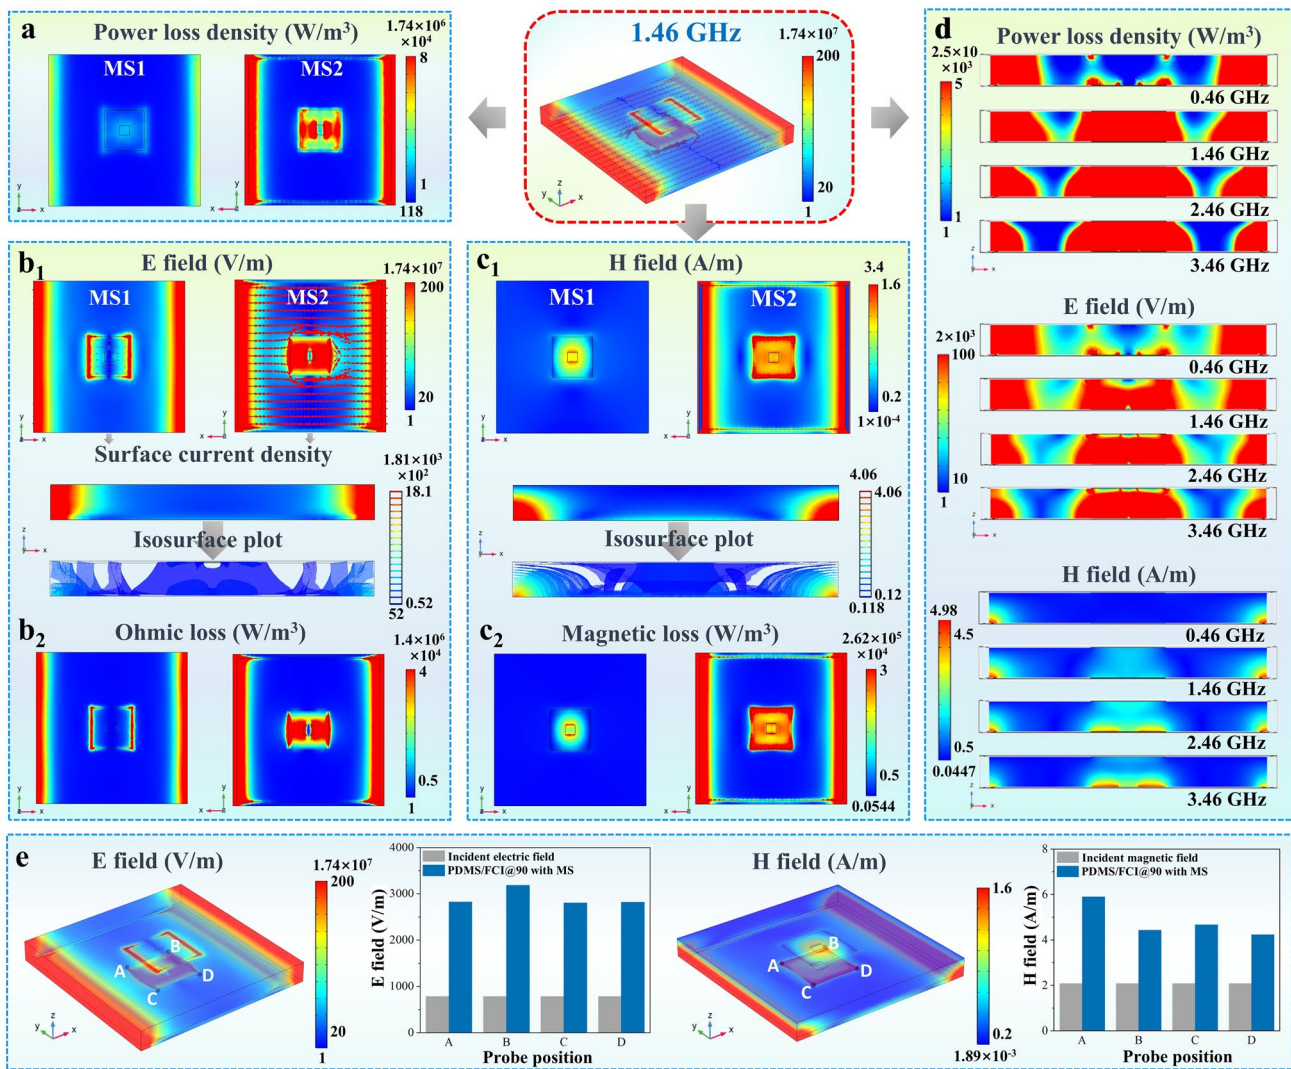 a
Power loss density (W/m³)
1.74×10⁶
×10⁴
8
MS1
MS2
1
118
y
z
x
y
x
z
1.46 GHz
1.74×10⁷
200
20
1
y
z
x
d
Power loss density (W/m³)
2.5×10
×10³
5
0.46 GHz
1.46 GHz
2.46 GHz
1
1
3.46 GHz
z
x
E field (V/m)
2×10³
100
0.46 GHz
1.46 GHz
2.46 GHz
10
1
3.46 GHz
z
x
H field (A/m)
4.98
4.5
0.46 GHz
1.46 GHz
2.46 GHz
0.5
0.0447
3.46 GHz
z
x
b₁
E field (V/m)
1.74×10⁷
200
MS1
MS2
20
1
y
x
y
x
Surface current density
1.81×10³
×10²
18.1
z
x
Isosurface plot
0.52
52
b₂
Ohmic loss (W/m³)
1.4×10⁶
×10⁴
4
0.5
1
y
x
y
x
c₁
H field (A/m)
3.4
1.6
MS1
MS2
0.2
1×10⁻⁴
y
x
y
x
4.06
4.06
z
x
Isosurface plot
0.12
0.118
c₂
Magnetic loss (W/m³)
2.62×10⁵
×10⁴
3
0.5
0.0544
y
x
y
x
e
E field (V/m)
1.74×10⁷
200
A
B
C
D
20
1
y
z
x
4000
3000
2000
1000
0
E field (V/m)
Incident electric field
PDMS/FCI@90 with MS
A
B
C
D
Probe position
H field (A/m)
1.6
A
B
C
D
0.2
1.89×10⁻³
y
z
x
8
6
4
2
0
H field (A/m)
Incident magnetic field
PDMS/FCI@90 with MS
A
B
C
D
Probe position